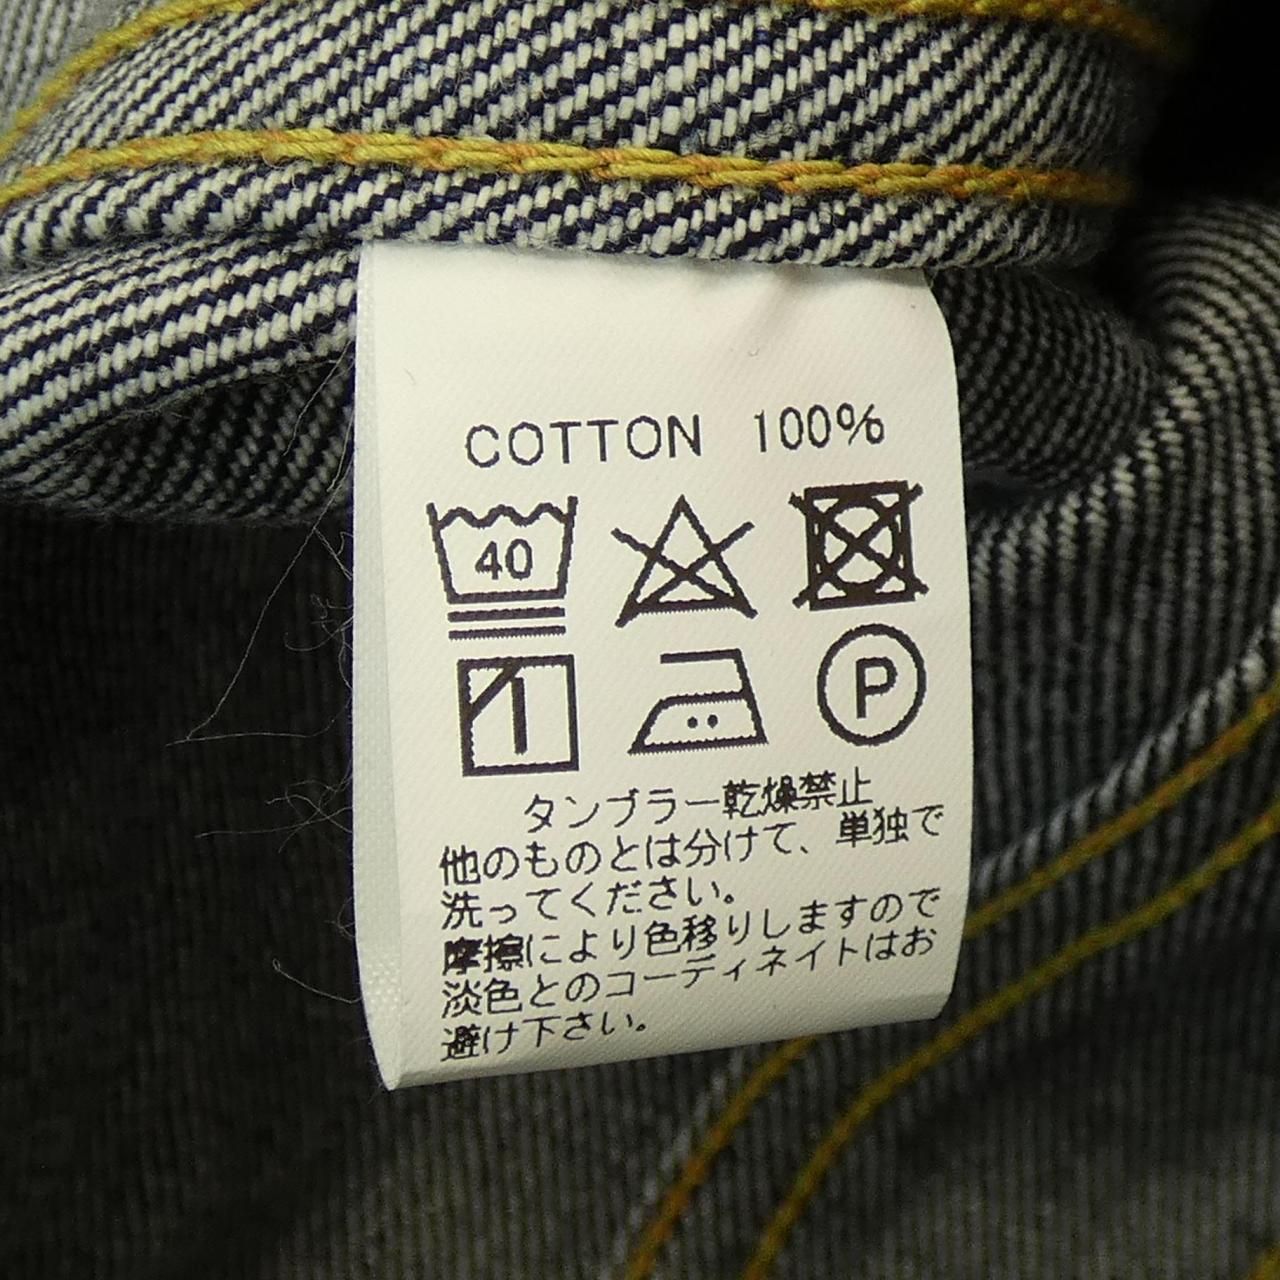 COTTON 100%
40
P
タンブラー乾燥禁止
他のものとは分けて、単独で
洗ってください。
摩擦により色移りしますので
淡色とのコーディネイトはお
避け下さい。